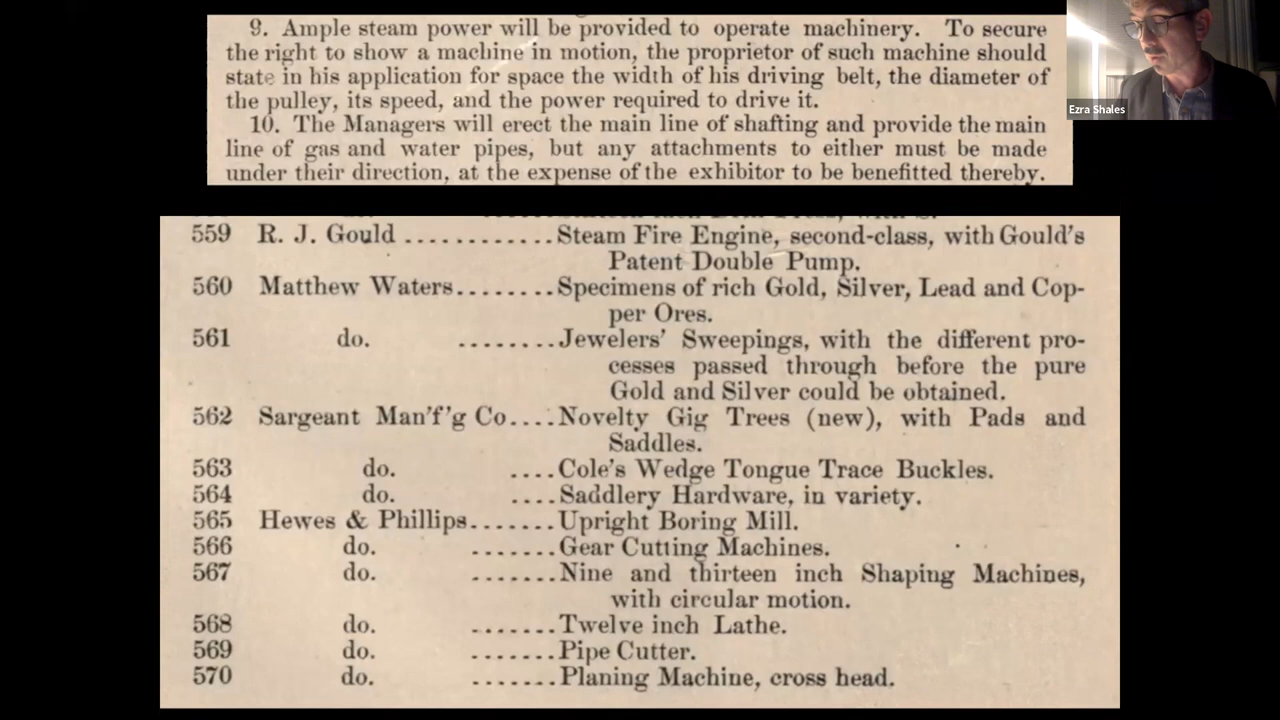 9. Ample steam power will be provided to operate machinery. To secure
the right to show a machine in motion, the proprietor of such machine should
state in his application for space the width of his driving belt, the diameter of
the pulley, its speed, and the power required to drive it.
10. The Managers will erect the main line of shafting and provide the main
line of gas and water pipes, but any attachments to either must be made
under their direction, at the expense of the exhibitor to be benefitted thereby.
Ezra Shales
559 R. J. Gould ............Steam Fire Engine, second-class, with Gould's
Patent Double Pump.
560 Matthew Waters........Specimens of rich Gold, Silver, Lead and Cop-
per Ores.
561 do. ........Jewelers' Sweepings, with the different pro-
cesses passed through before the pure
Gold and Silver could be obtained.
562 Sargeant Man'f'g Co....Novelty Gig Trees (new), with Pads and
Saddles.
563 do. ....Cole's Wedge Tongue Trace Buckles.
564 do. ....Saddlery Hardware, in variety.
565 Hewes & Phillips.......Upright Boring Mill.
566 do. .......Gear Cutting Machines.
567 do. .......Nine and thirteen inch Shaping Machines,
with circular motion.
568 do. .......Twelve inch Lathe.
569 do. .......Pipe Cutter.
570 do. .......Planing Machine, cross head.